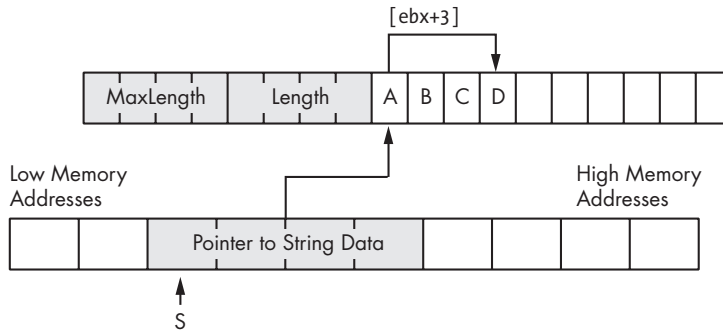 [ebx+3]
MaxLength Length A B C D
Low Memory
Addresses
High Memory
Addresses
Pointer to String Data
S